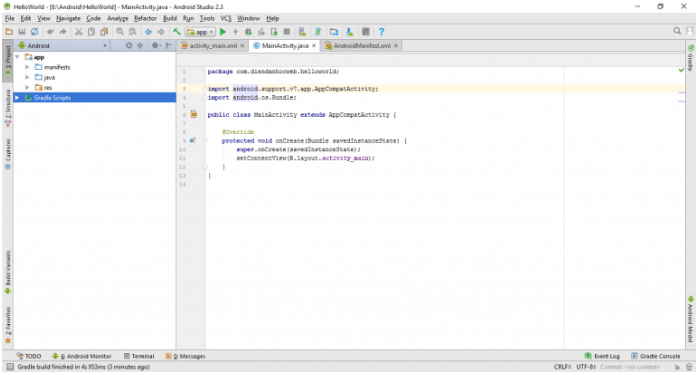 HelloWorld - [E:\Android\HelloWorld] - MainActivity.java - Android Studio 2.3
File Edit View Navigate Code Analyze Refactor Build Run Tools VCS Window Help
app
Android
activity_main.xml
MainActivity.java
AndroidManifest.xml
1: Project
Z: Structure
Captures
Build Variants
2: Favorites
Gradle
Android Model
app
manifests
java
res
Gradle Scripts
1 package com.diendanhocweb.helloworld;
2
3 import android.support.v7.app.AppCompatActivity;
4 import android.os.Bundle;
5
6 public class MainActivity extends AppCompatActivity {
7
8 @Override
9 protected void onCreate(Bundle savedInstanceState) {
10 super.onCreate(savedInstanceState);
11 setContentView(R.layout.activity_main);
12 }
13 }
14
TODO 6: Android Monitor Terminal 0: Messages Event Log Gradle Console
Gradle build finished in 4s 953ms (3 minutes ago) CRLF÷ UTF-8÷ Context: <no context>